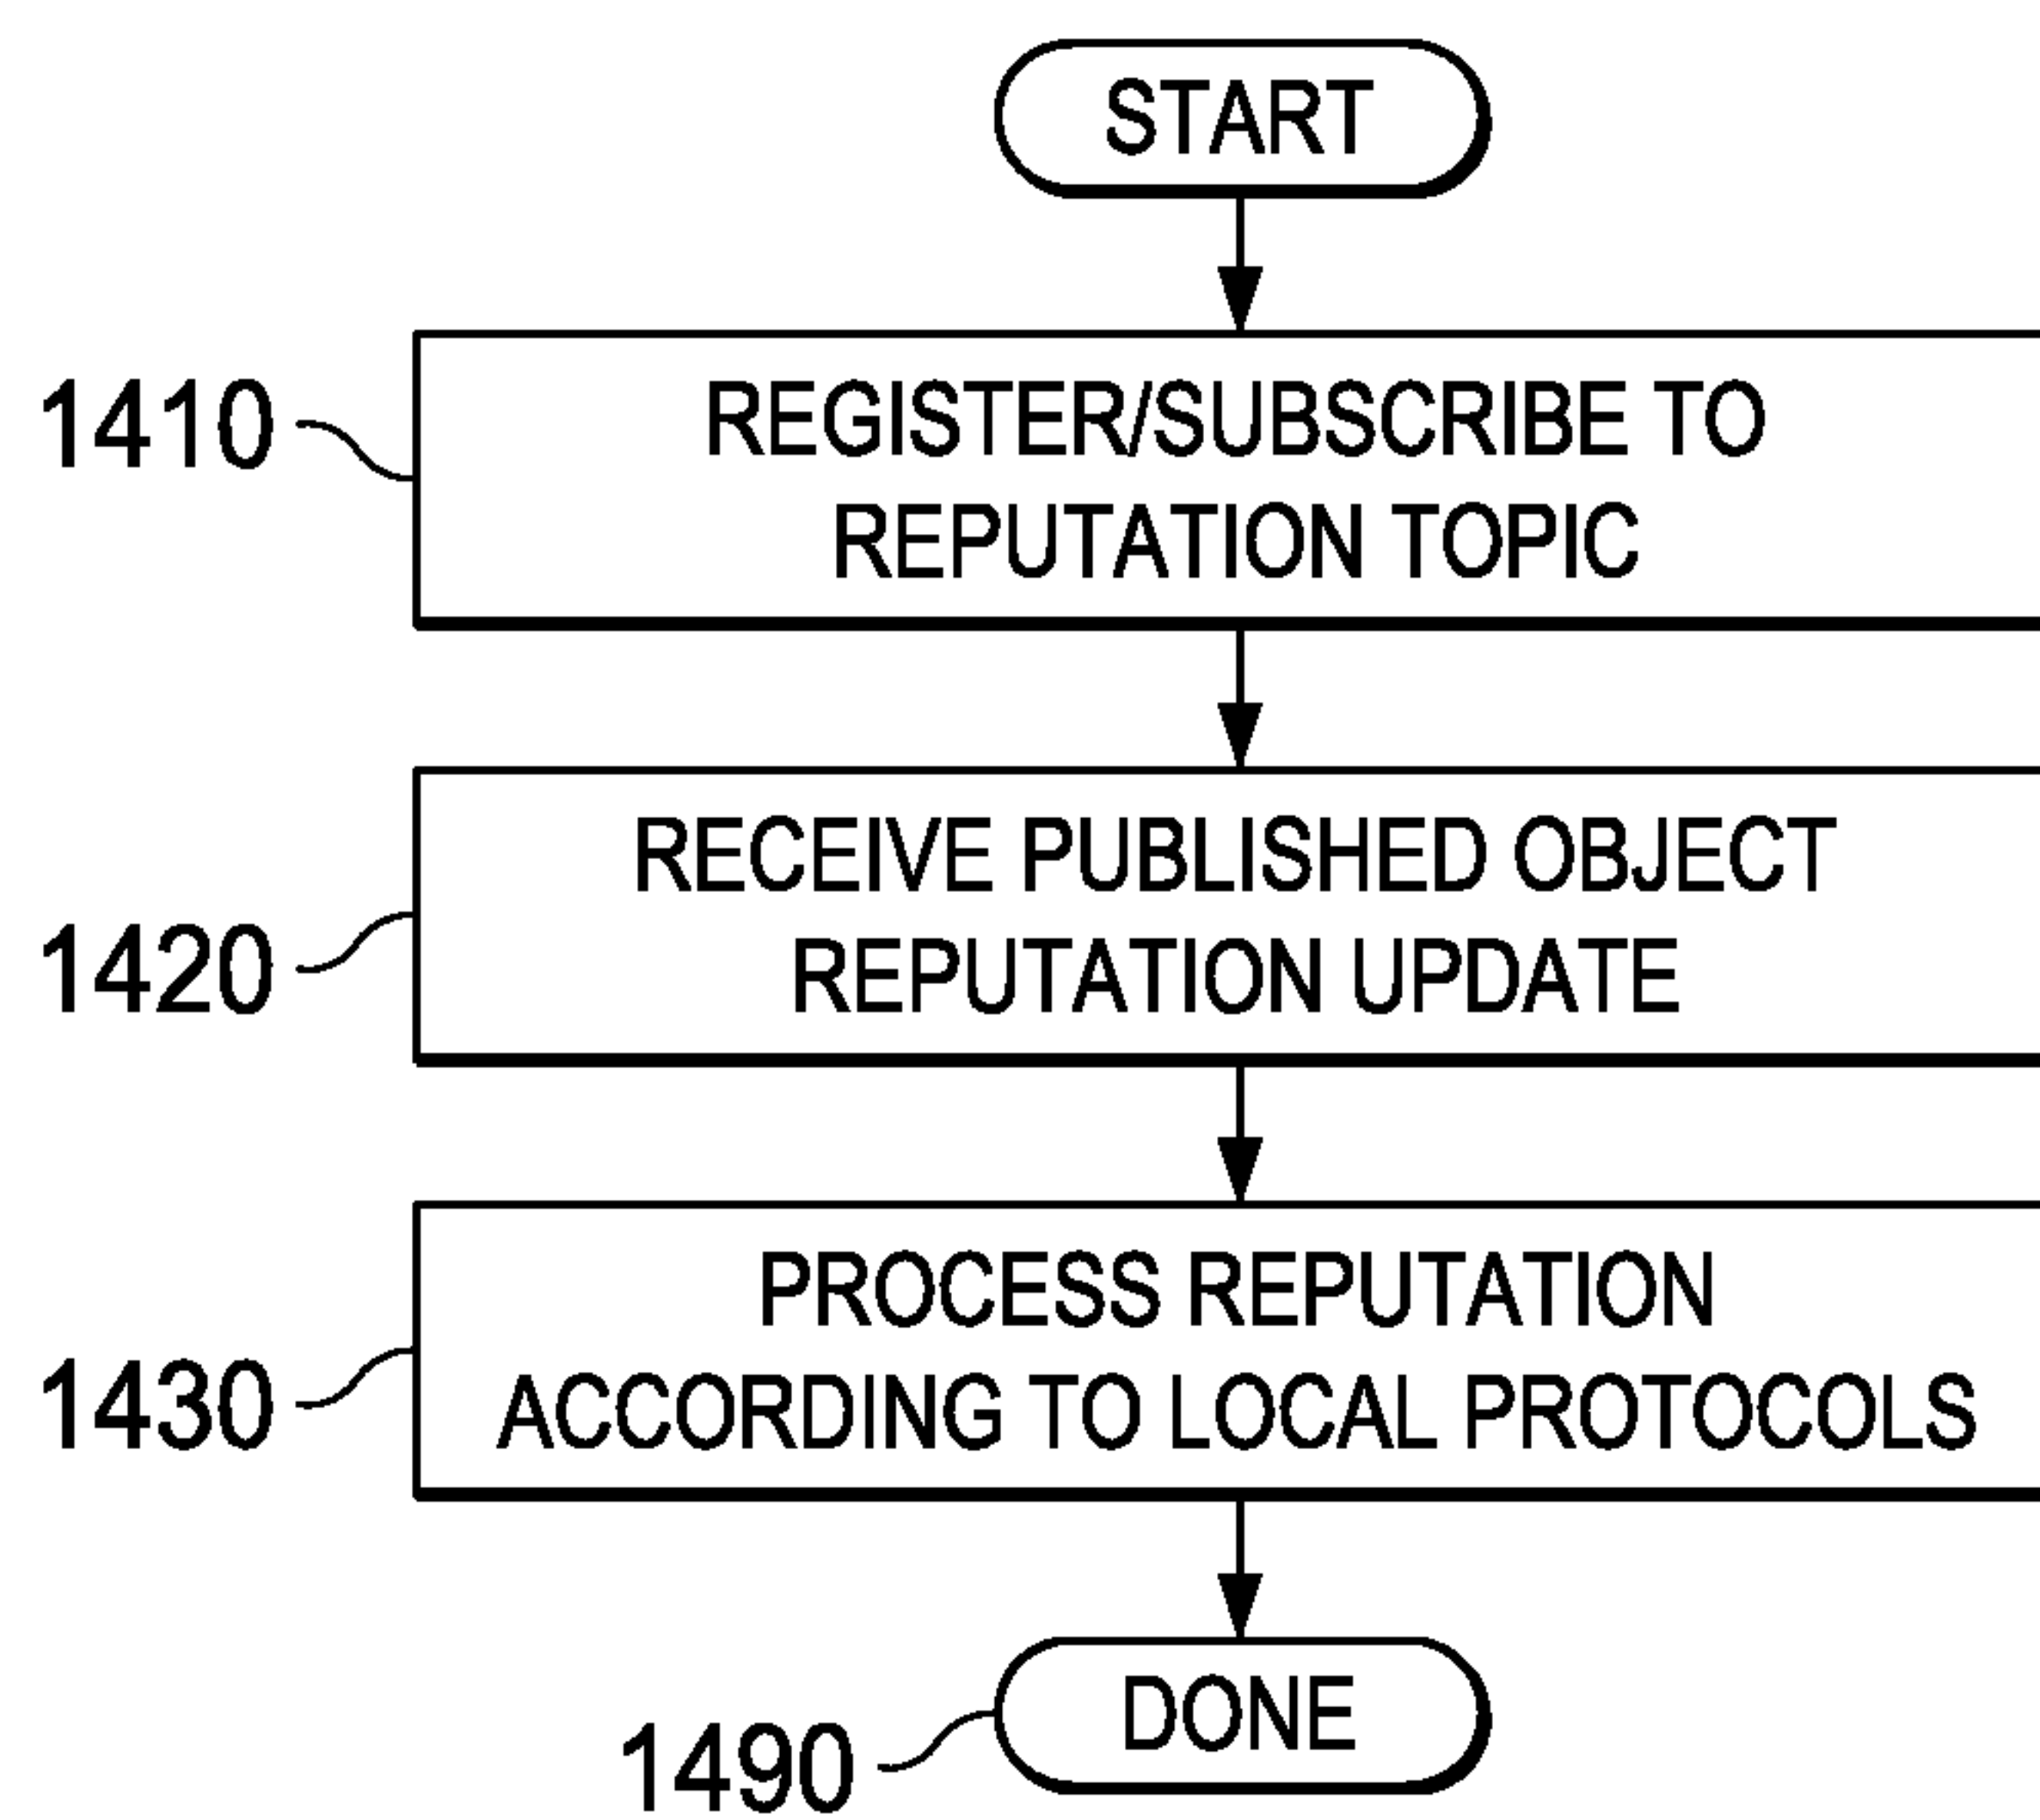 START
1410
REGISTER/SUBSCRIBE TO
REPUTATION TOPIC
1420
RECEIVE PUBLISHED OBJECT
REPUTATION UPDATE
1430
PROCESS REPUTATION
ACCORDING TO LOCAL PROTOCOLS
1490
DONE